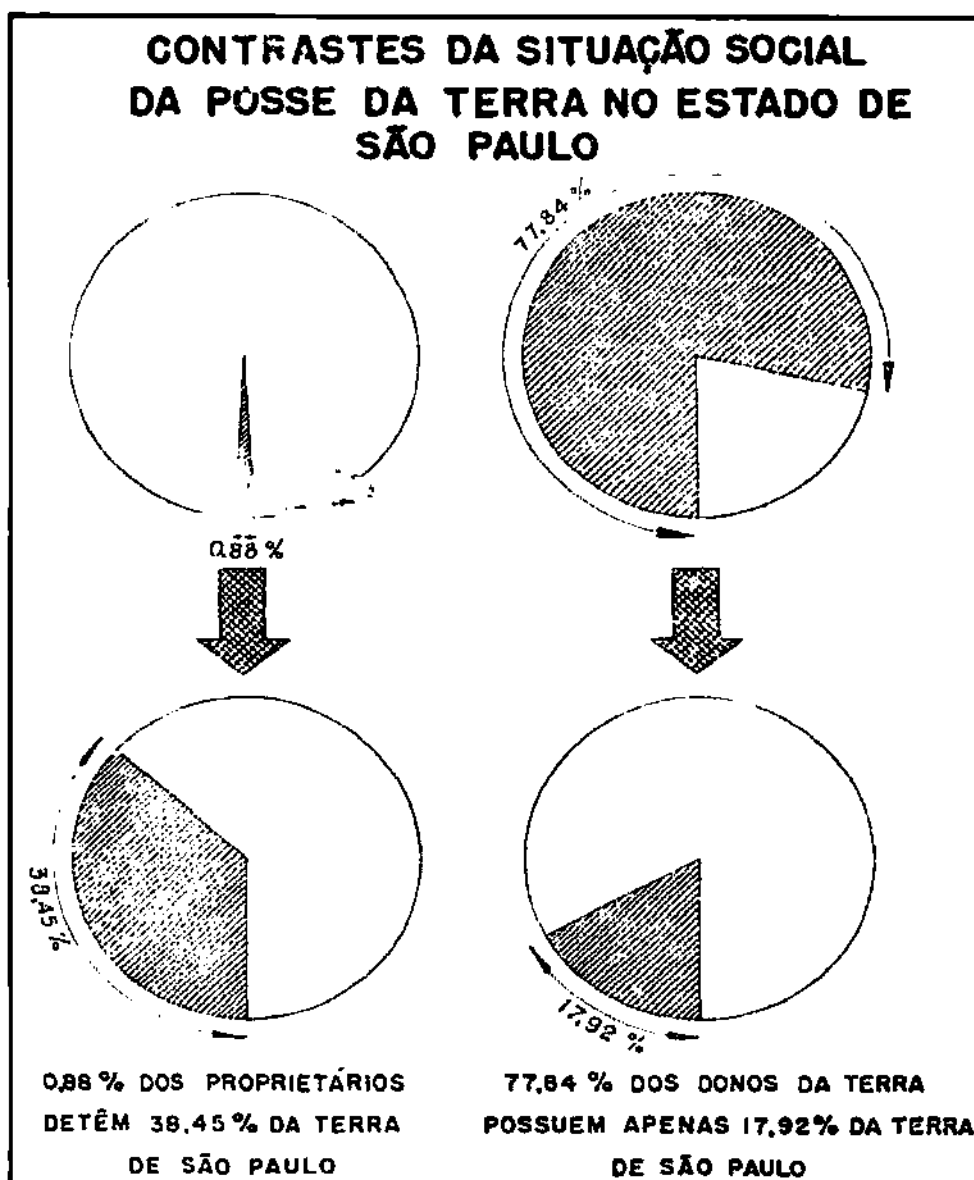 CONTRASTES DA SITUAÇÃO SOCIAL
DA POSSE DA TERRA NO ESTADO DE
SÃO PAULO
77,84 %
0,88 %
38,45 %
17,92 %
0,88 % DOS PROPRIETÁRIOS
DETÊM 38,45 % DA TERRA
DE SÃO PAULO
77,84 % DOS DONOS DA TERRA
POSSUEM APENAS 17,92% DA TERRA
DE SÃO PAULO